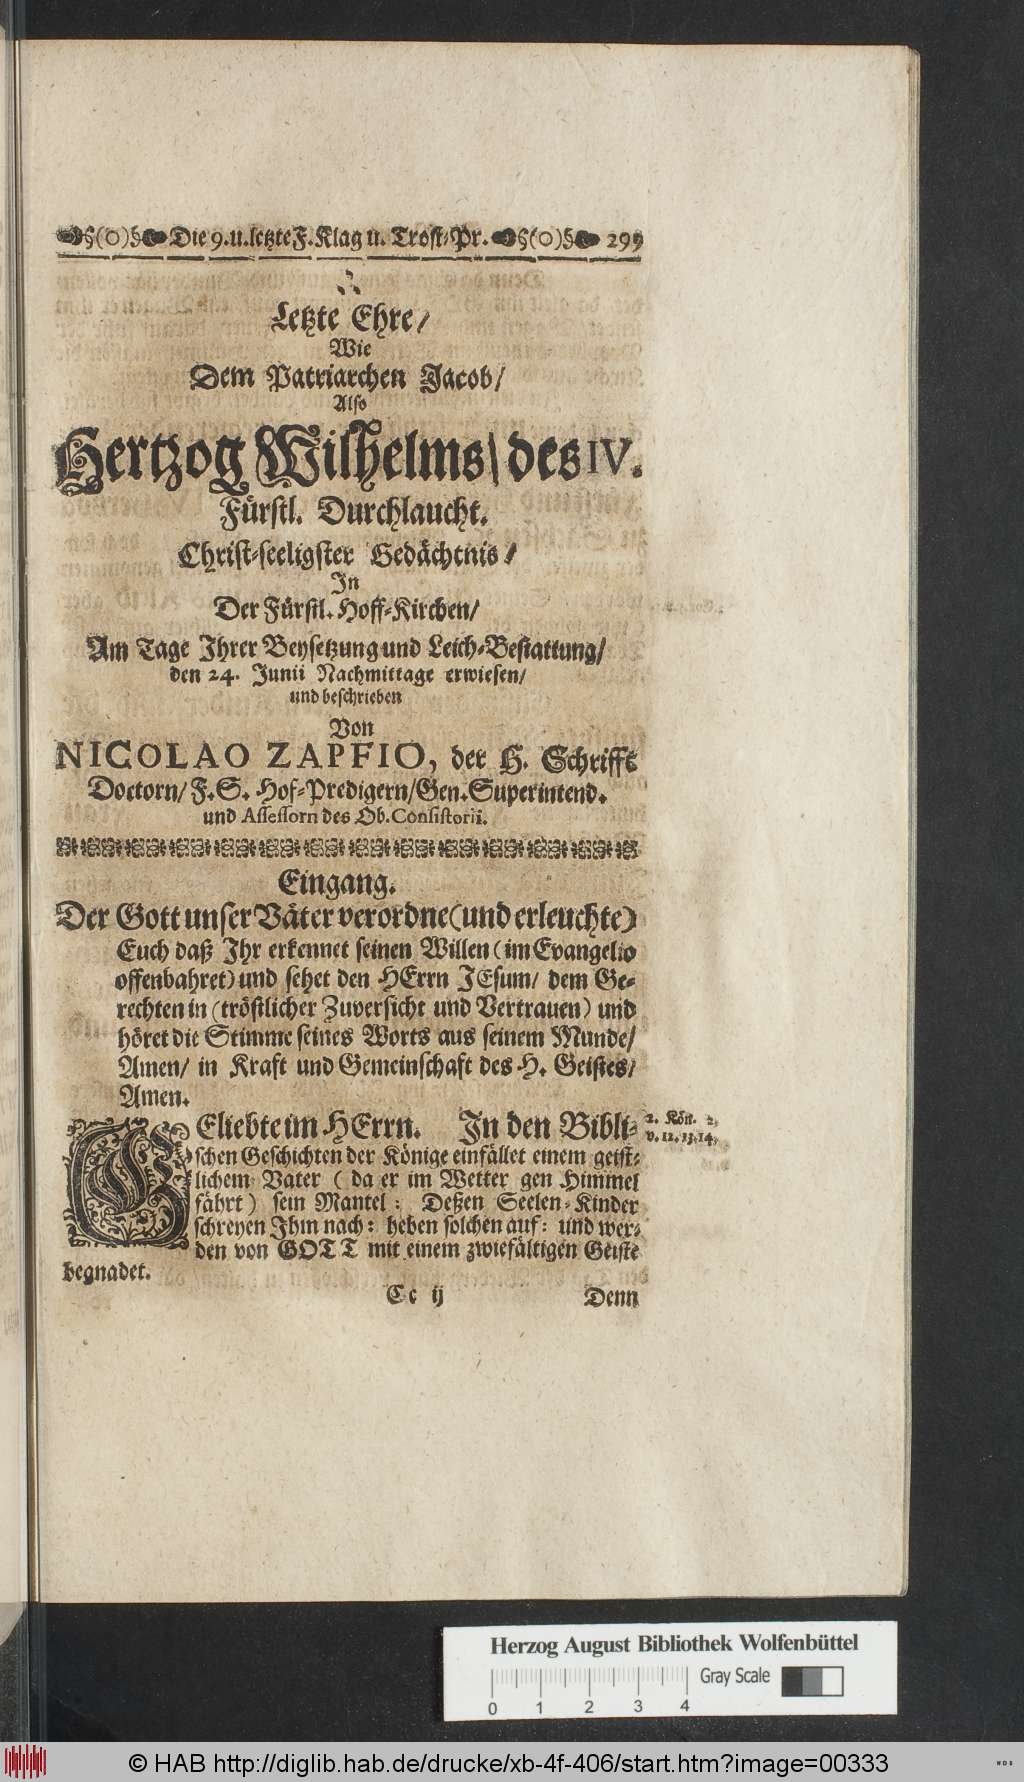 §(O)§ Die 9. u. letzte F. Klag u. Trost-Pr. §(O)§ 299
Letzte Ehre/
Wie
Dem Patriarchen Jacob/
Also
Hertzog Wilhelms/ des IV.
Fürstl. Durchlaucht.
Christ-seeligster Gedächtnis/
In
Der Fürstl. Hoff-Kirchen/
Am Tage Ihrer Beysetzung und Leich-Bestattung/
den 24. Junii Nachmittage erwiesen/
und beschrieben
Von
NICOLAO ZAPFIO, der H. Schrifft
Doctorn/ F. S. Hof-Predigern/ Gen. Superintend.
und Assessorn des Ob. Consistorii.
Eingang.
Der Gott unser Väter verordne (und erleuchte)
Euch daß Ihr erkennet seinen Willen (im Evangelio
offenbahret) und sehet den HErrn JEsum/ dem Ge-
rechten in (tröstlicher Zuversicht und Vertrauen) und
höret die Stimme seines Worts aus seinem Munde/
Amen/ in Kraft und Gemeinschaft des H. Geistes/
Amen.
GEliebte im HErrn. In den Bibli-
schen Geschichten der Könige einfället einem geist-
lichem Vater ( da er im Wetter gen Himmel
fährt ) sein Mantel: Deßen Seelen-Kinder
schreyen Ihm nach: heben solchen auf: und wer-
den von GOTT mit einem zwiefältigen Geiste
begnadet.
2. Kön. 2,
v. 12. 13. 14.
Cc ij Denn
Herzog August Bibliothek Wolfenbüttel
Gray Scale
0 1 2 3 4
© HAB http://diglib.hab.de/drucke/xb-4f-406/start.htm?image=00333